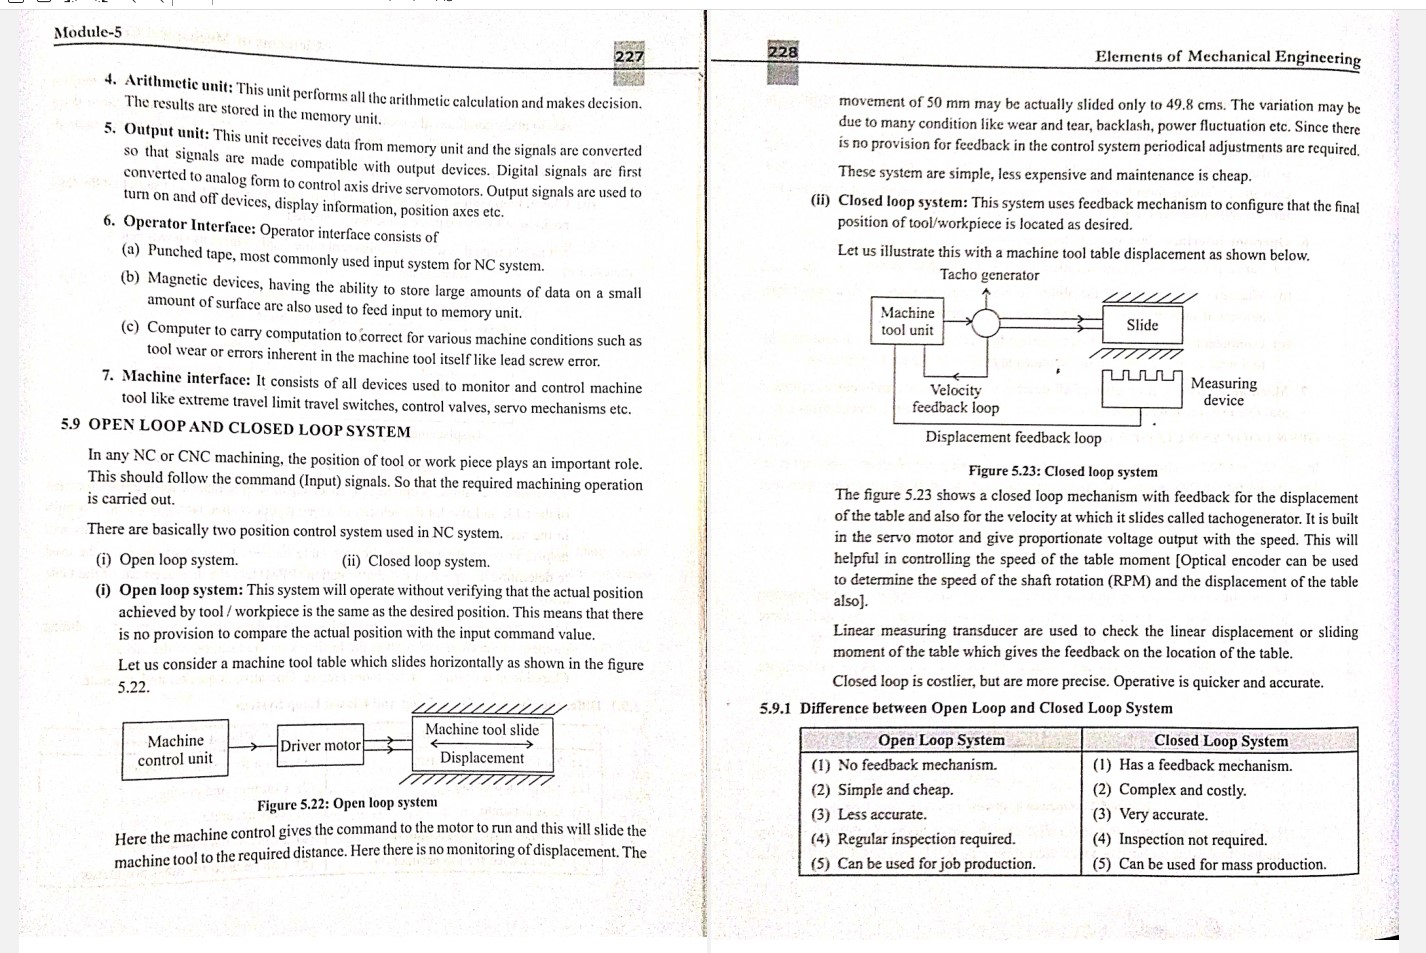 Module-5
227
4. Arithmetic unit: This unit performs all the arithmetic calculation and makes decision.
The results are stored in the memory unit.
5. Output unit: This unit receives data from memory unit and the signals are converted
so that signals are made compatible with output devices. Digital signals are first
converted to analog form to control axis drive servomotors. Output signals are used to
turn on and off devices, display information, position axes etc.
6. Operator Interface: Operator interface consists of
(a) Punched tape, most commonly used input system for NC system.
(b) Magnetic devices, having the ability to store large amounts of data on a small
amount of surface are also used to feed input to memory unit.
(c) Computer to carry computation to correct for various machine conditions such as
tool wear or errors inherent in the machine tool itself like lead screw error.
7. Machine interface: It consists of all devices used to monitor and control machine
tool like extreme travel limit travel switches, control valves, servo mechanisms etc.
5.9 OPEN LOOP AND CLOSED LOOP SYSTEM
In any NC or CNC machining, the position of tool or work piece plays an important role.
This should follow the command (Input) signals. So that the required machining operation
is carried out.
There are basically two position control system used in NC system.
(i) Open loop system. (ii) Closed loop system.
(i) Open loop system: This system will operate without verifying that the actual position
achieved by tool / workpiece is the same as the desired position. This means that there
is no provision to compare the actual position with the input command value.
Let us consider a machine tool table which slides horizontally as shown in the figure
5.22.
Machine
control unit
Driver motor
Machine tool slide
Displacement
Figure 5.22: Open loop system
Here the machine control gives the command to the motor to run and this will slide the
machine tool to the required distance. Here there is no monitoring of displacement. The
228
Elements of Mechanical Engineering
movement of 50 mm may be actually slided only to 49.8 cms. The variation may be
due to many condition like wear and tear, backlash, power fluctuation etc. Since there
is no provision for feedback in the control system periodical adjustments are required.
These system are simple, less expensive and maintenance is cheap.
(ii) Closed loop system: This system uses feedback mechanism to configure that the final
position of tool/workpiece is located as desired.
Let us illustrate this with a machine tool table displacement as shown below.
Tacho generator
Machine
tool unit
Slide
Velocity
feedback loop
Measuring
device
Displacement feedback loop
Figure 5.23: Closed loop system
The figure 5.23 shows a closed loop mechanism with feedback for the displacement
of the table and also for the velocity at which it slides called tachogenerator. It is built
in the servo motor and give proportionate voltage output with the speed. This will
helpful in controlling the speed of the table moment [Optical encoder can be used
to determine the speed of the shaft rotation (RPM) and the displacement of the table
also].
Linear measuring transducer are used to check the linear displacement or sliding
moment of the table which gives the feedback on the location of the table.
Closed loop is costlier, but are more precise. Operative is quicker and accurate.
5.9.1 Difference between Open Loop and Closed Loop System
Open Loop System Closed Loop System
(1) No feedback mechanism. (1) Has a feedback mechanism.
(2) Simple and cheap. (2) Complex and costly.
(3) Less accurate. (3) Very accurate.
(4) Regular inspection required. (4) Inspection not required.
(5) Can be used for job production. (5) Can be used for mass production.